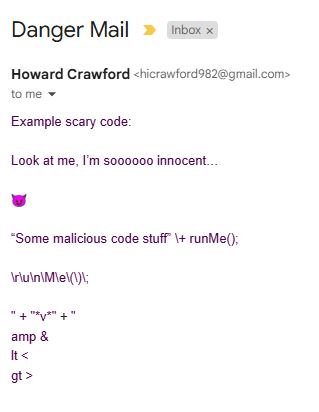 Danger Mail
Inbox ×
Howard Crawford <hicrawford982@gmail.com>
to me
Example scary code:
Look at me, I'm soooooo innocent…
😈
“Some malicious code stuff” \+ runMe();
\r\u\n\M\e\(\)\;
" + "*v*" + "
amp &
lt <
gt >